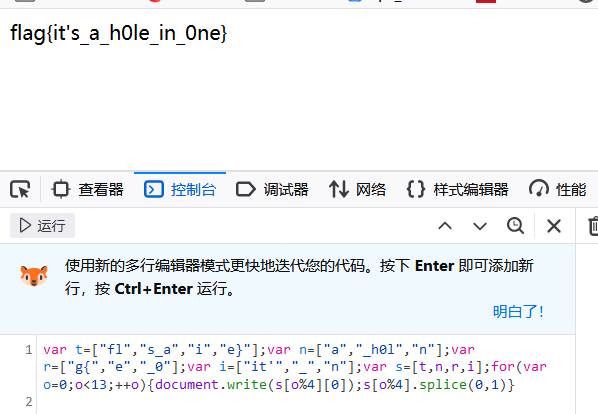 flag{it's_a_h0le_in_0ne}
查看器 控制台 调试器 网络 样式编辑器 性能
运行
使用新的多行编辑器模式更快地迭代您的代码。按下 Enter 即可添加新
行，按 Ctrl+Enter 运行。
明白了！
1 var t=["fl","s_a","i","e}"];var n=["a","_h0l","n"];var
r=["g{","e","_0"];var i=["it'","_","n"];var s=[t,n,r,i];for(var
o=0;o<13;++o){document.write(s[o%4][0]);s[o%4].splice(0,1)}
2